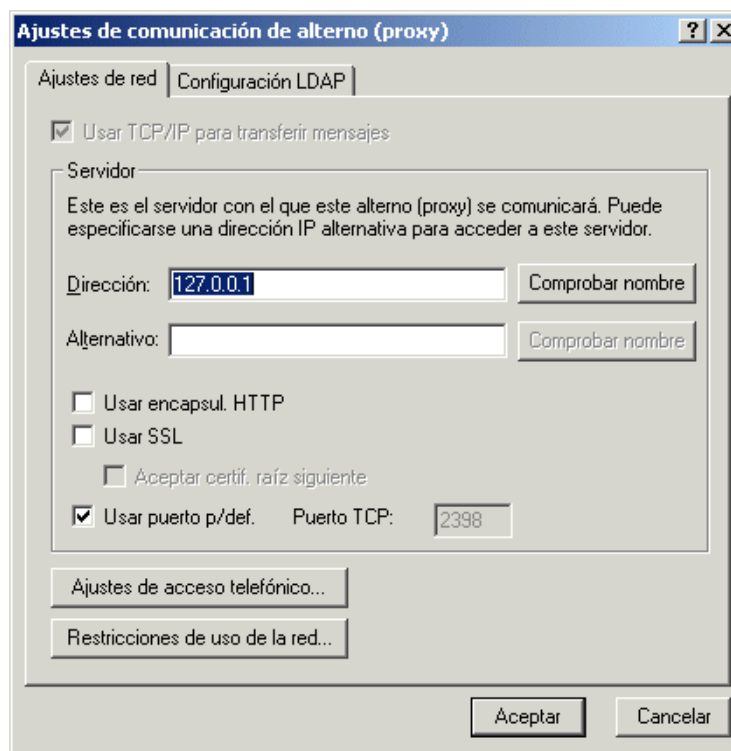 Ajustes de comunicación de alterno (proxy)
Ajustes de red
Configuración LDAP
Usar TCP/IP para transferir mensajes
Servidor
Este es el servidor con el que este alterno (proxy) se comunicará. Puede
especificarse una dirección IP alternativa para acceder a este servidor.
Dirección: 127.0.0.1 Comprobar nombre
Alternativo: Comprobar nombre
Usar encapsul. HTTP
Usar SSL
Aceptar certif. raíz siguiente
Usar puerto p/def. Puerto TCP: 2398
Ajustes de acceso telefónico...
Restricciones de uso de la red...
Aceptar Cancelar